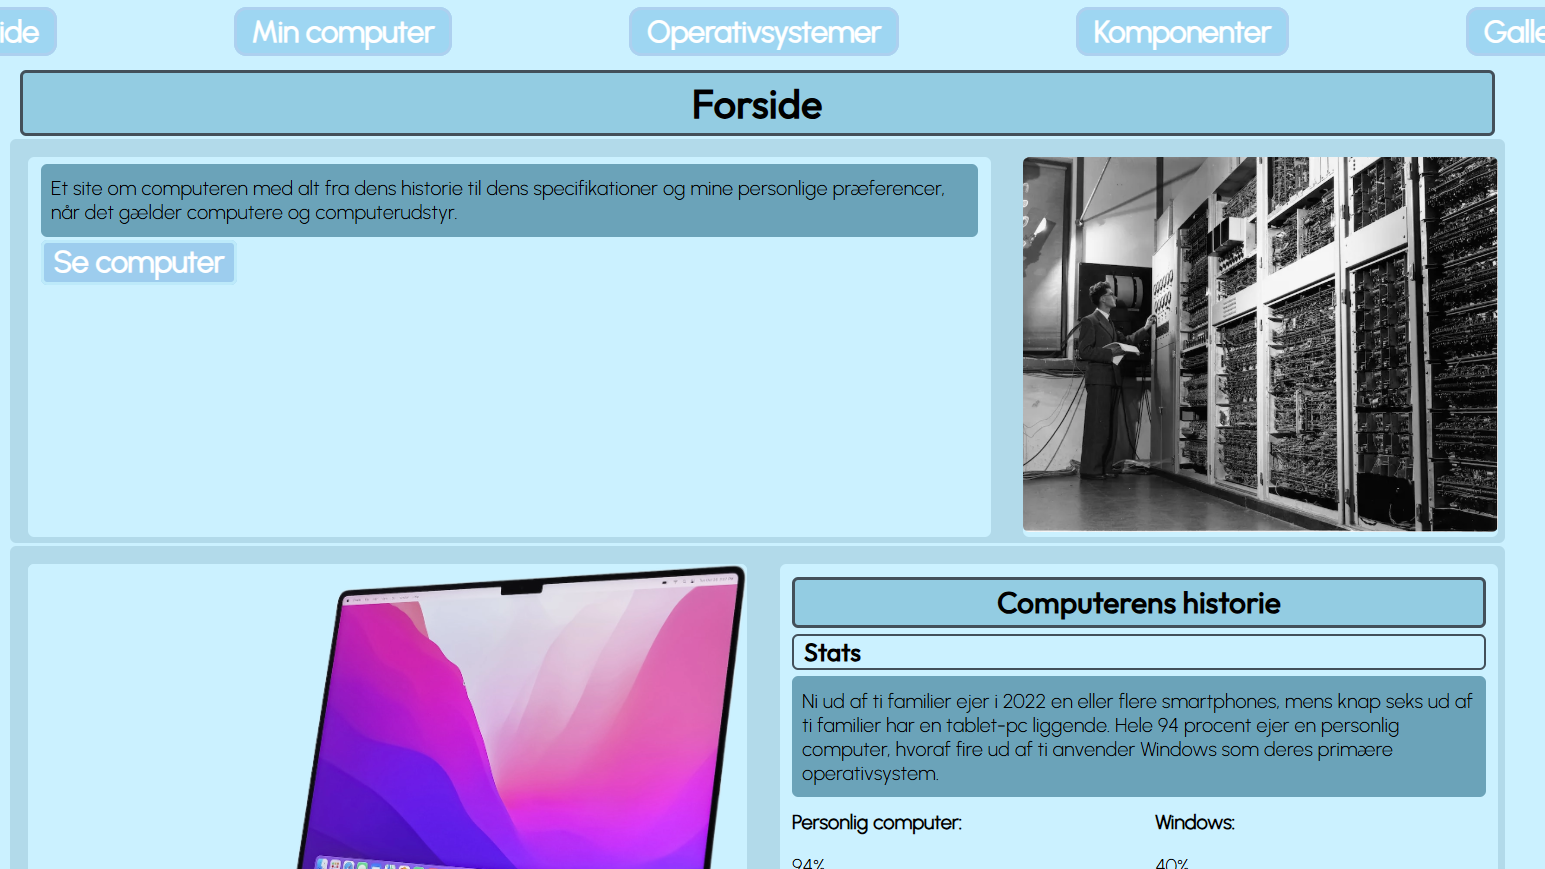 ide
Min computer
Operativsystemer
Komponenter
Galle
Forside
Et site om computeren med alt fra dens historie til dens specifikationer og mine personlige præferencer,
når det gælder computere og computerudstyr.
Se computer
Computerens historie
Stats
Ni ud af ti familier ejer i 2022 en eller flere smartphones, mens knap seks ud af
ti familier har en tablet-pc liggende. Hele 94 procent ejer en personlig
computer, hvoraf fire ud af ti anvender Windows som deres primære
operativsystem.
Personlig computer:
Windows:
94%
40%